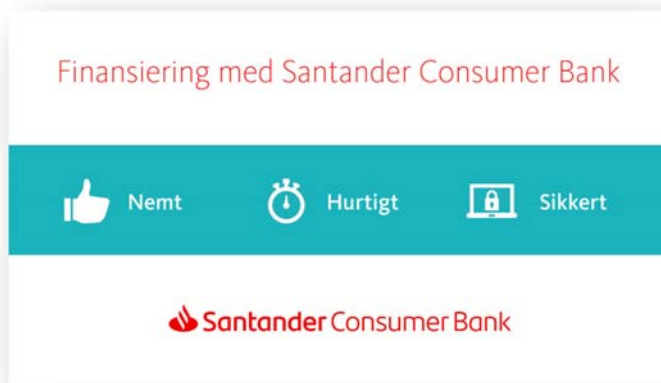 Finansiering med Santander Consumer Bank
Nemt
Hurtigt
Sikkert
Santander Consumer Bank